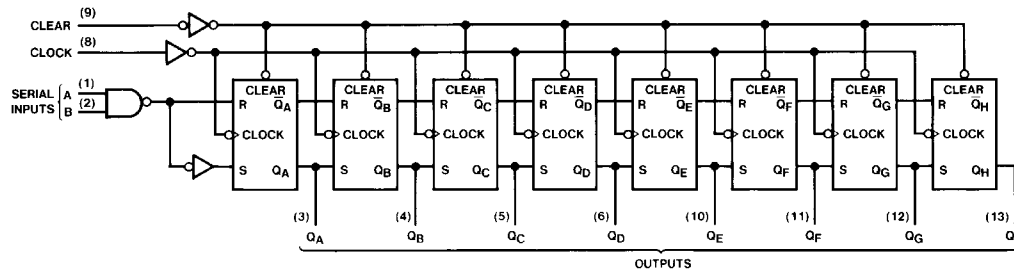 CLEAR (9)
CLOCK (8)
SERIAL INPUTS A (1)
B (2)
CLEAR CLEAR CLEAR CLEAR CLEAR CLEAR CLEAR CLEAR
R Q̅A R Q̅B R Q̅C R Q̅D R Q̅E R Q̅F R Q̅G R Q̅H
CLOCK CLOCK CLOCK CLOCK CLOCK CLOCK CLOCK CLOCK
S QA S QB S QC S QD S QE S QF S QG S QH
(3) (4) (5) (6) (10) (11) (12) (13)
QA QB QC QD QE QF QG Q
OUTPUTS